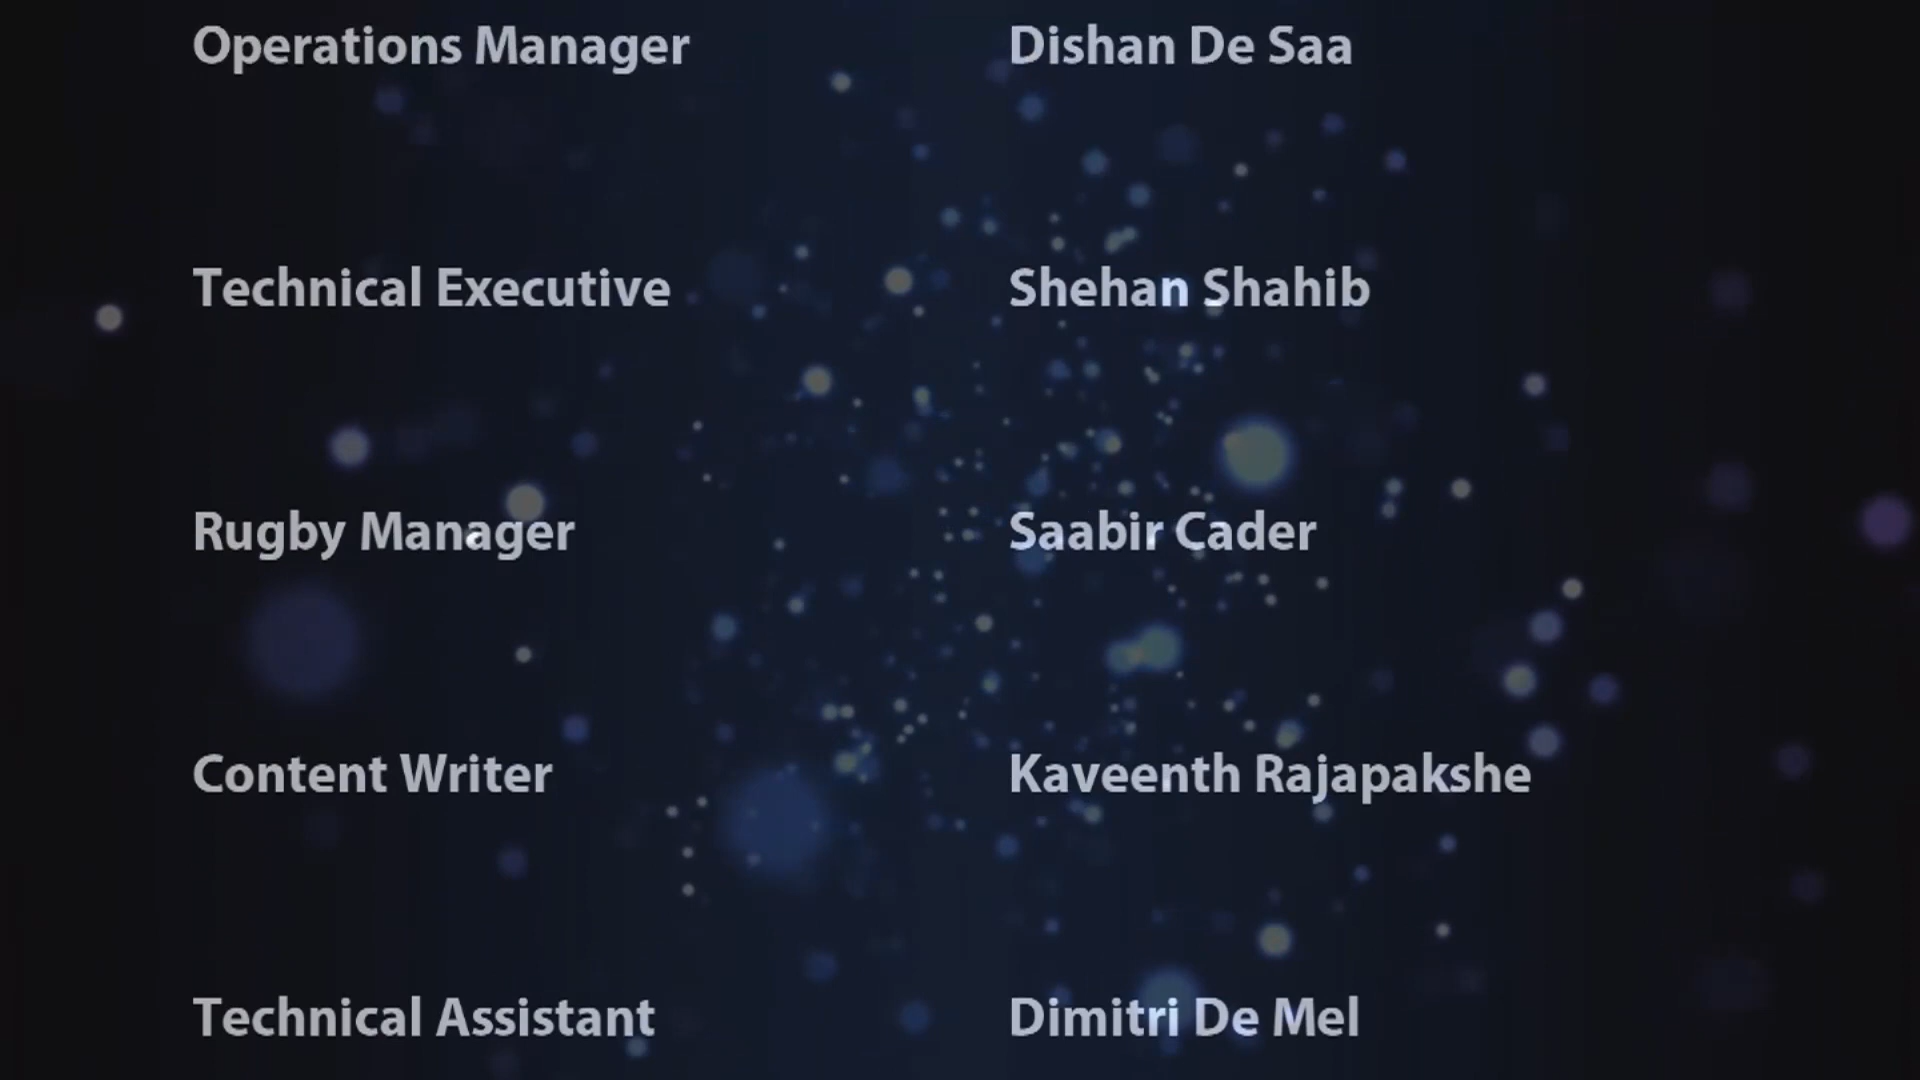 Operations Manager Dishan De Saa
Technical Executive Shehan Shahib
Rugby Manager Saabir Cader
Content Writer Kaveenth Rajapakshe
Technical Assistant Dimitri De Mel